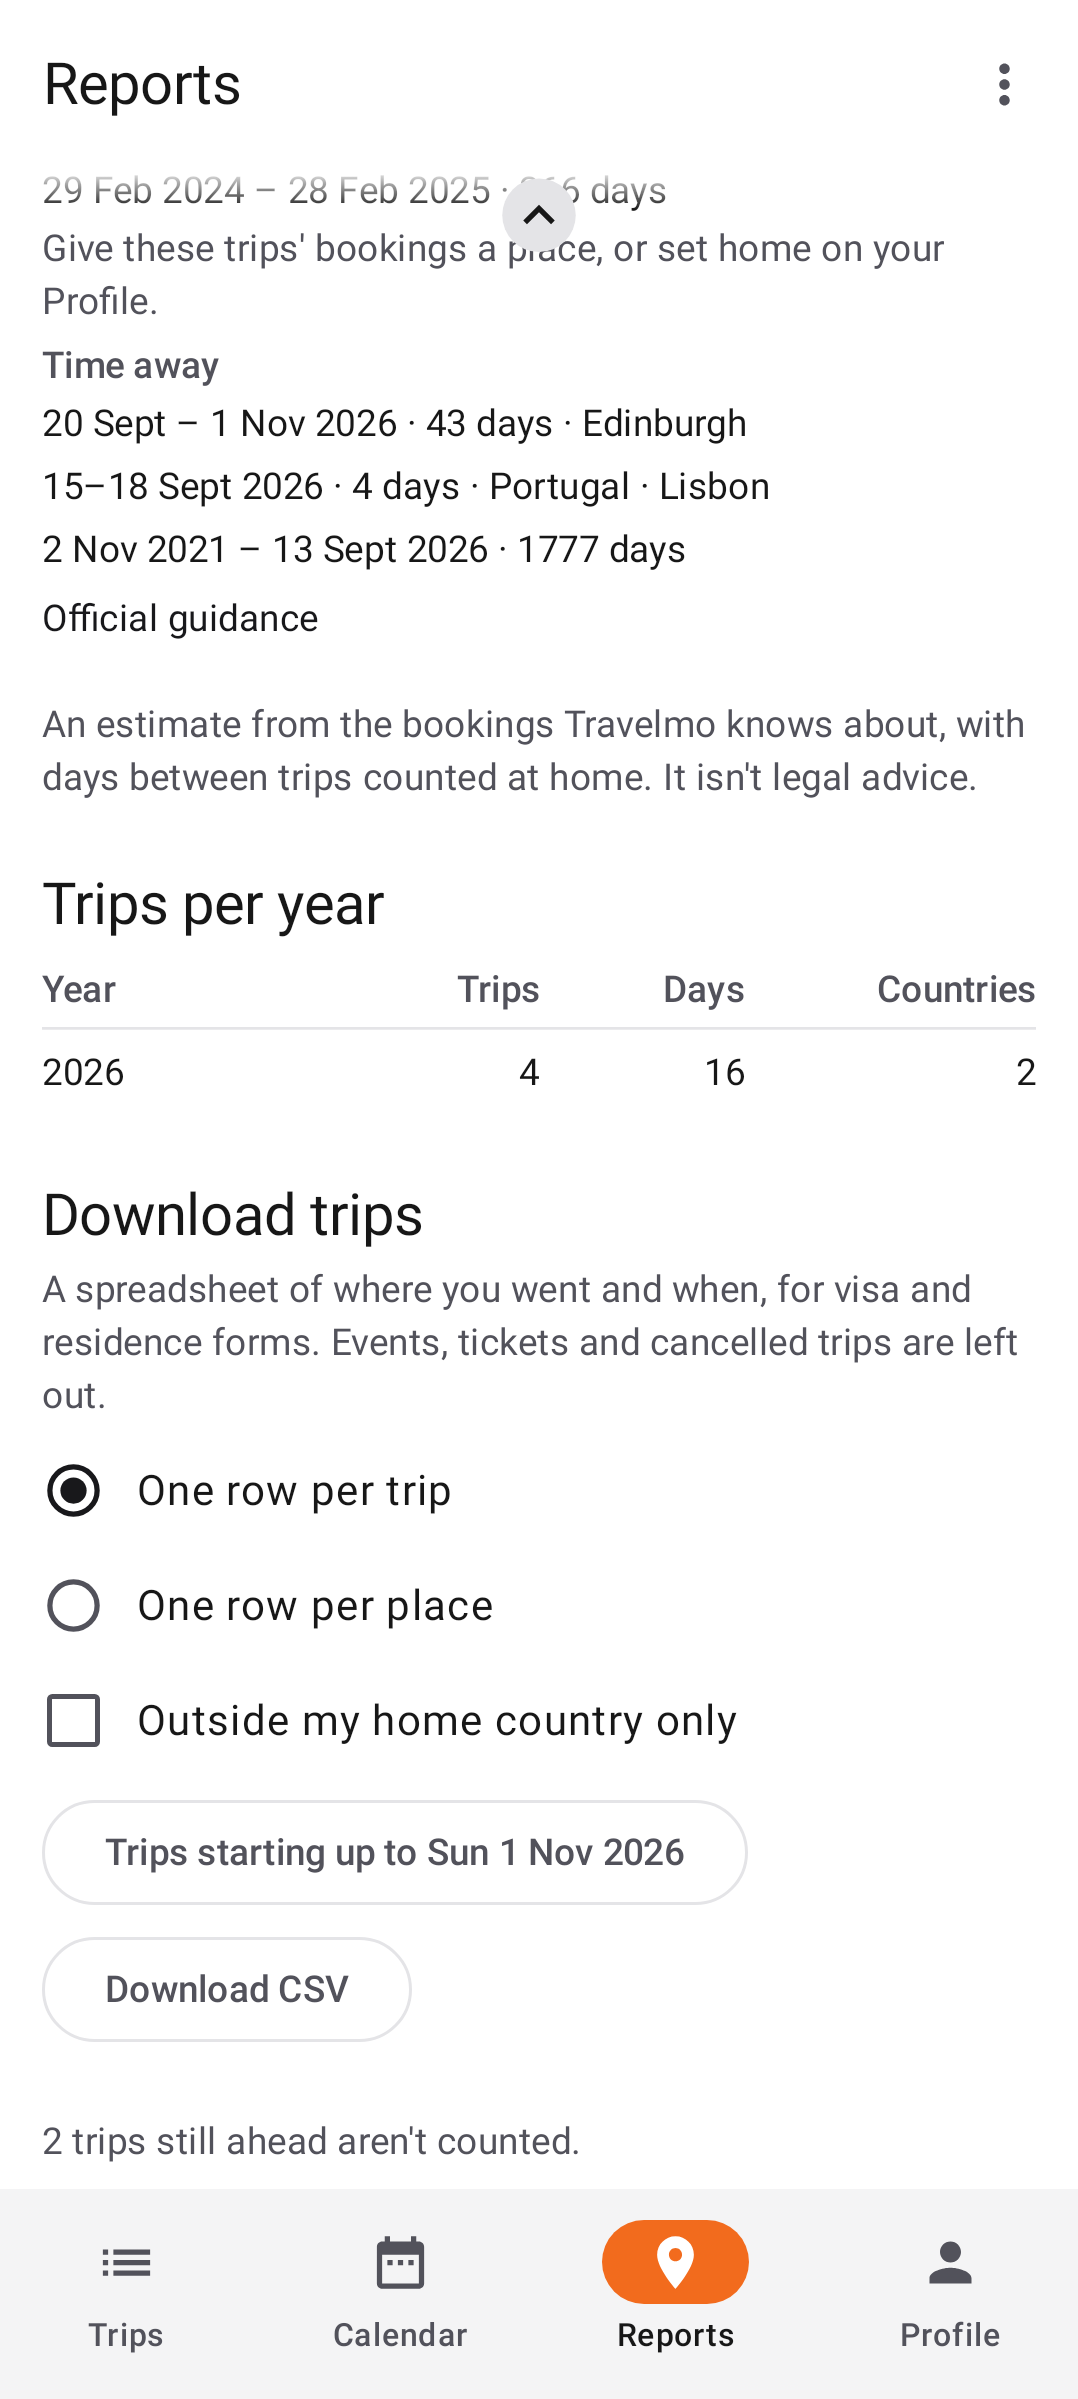 Reports
29 Feb 2024 – 28 Feb 2025 · days
Give these trips' bookings a place, or set home on your
Profile.
Time away
20 Sept – 1 Nov 2026 · 43 days · Edinburgh
15–18 Sept 2026 · 4 days · Portugal · Lisbon
2 Nov 2021 – 13 Sept 2026 · 1777 days
Official guidance
An estimate from the bookings Travelmo knows about, with
days between trips counted at home. It isn't legal advice.
Trips per year
Year Trips Days Countries
2026 4 16 2
Download trips
A spreadsheet of where you went and when, for visa and
residence forms. Events, tickets and cancelled trips are left
out.
One row per trip
One row per place
Outside my home country only
Trips starting up to Sun 1 Nov 2026
Download CSV
2 trips still ahead aren't counted.
Trips Calendar Reports Profile